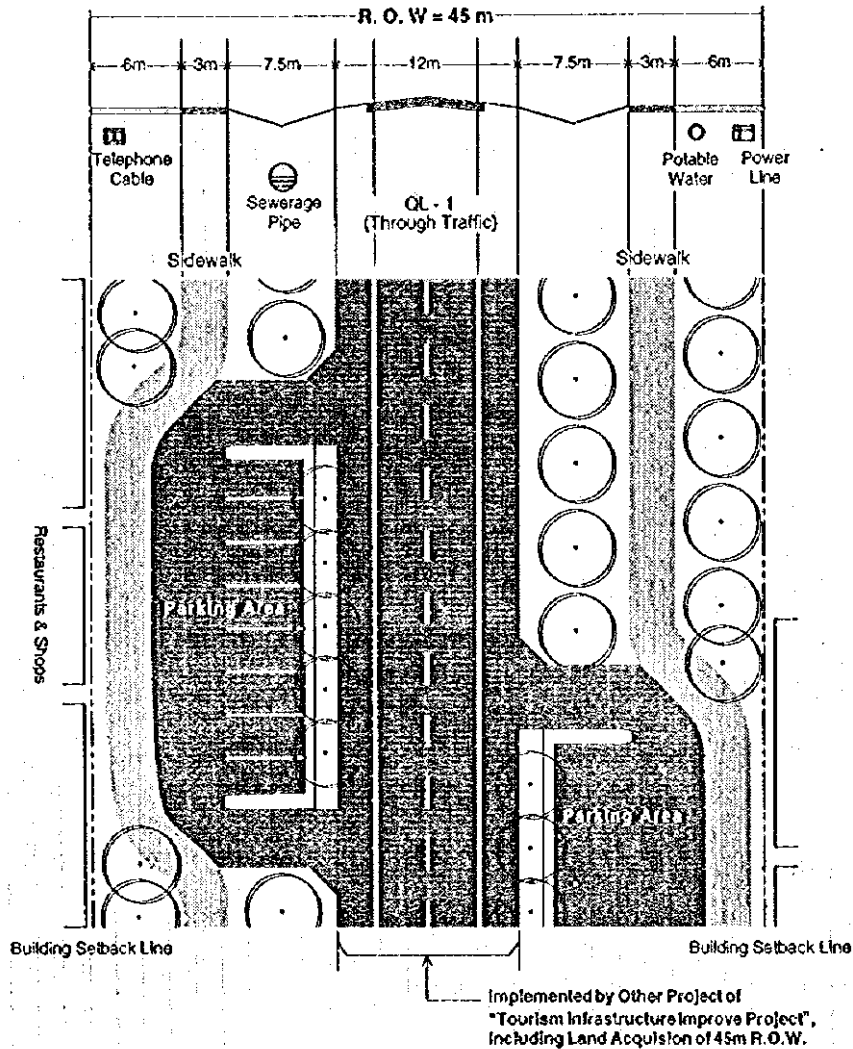 R. O. W = 45 m
6m 3m 7.5m 12m 7.5m 3m 6m
Telephone
Cable
Sewerage
Pipe
QL - 1
(Through Traffic)
Potable
Water
Power
Line
Sidewalk
Sidewalk
Restaurants & Shops
Parking Area
Parking Area
Building Setback Line
Building Setback Line
Implemented by Other Project of
"Tourism Infrastructure Improve Project",
Including Land Acquision of 45m R.O.W.